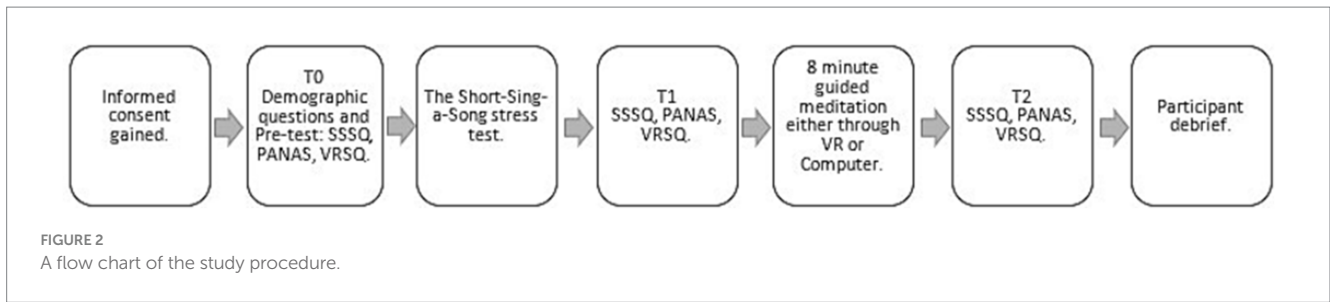 Informed
consent
gained.
T0
Demographic
questions and
Pre-test: SSSQ,
PANAS, VRSQ.
The Short-Sing-
a-Song stress
test.
T1
SSSQ, PANAS,
VRSQ.
8 minute
guided
meditation
either through
VR or
Computer.
T2
SSSQ, PANAS,
VRSQ.
Participant
debrief.
FIGURE 2
A flow chart of the study procedure.